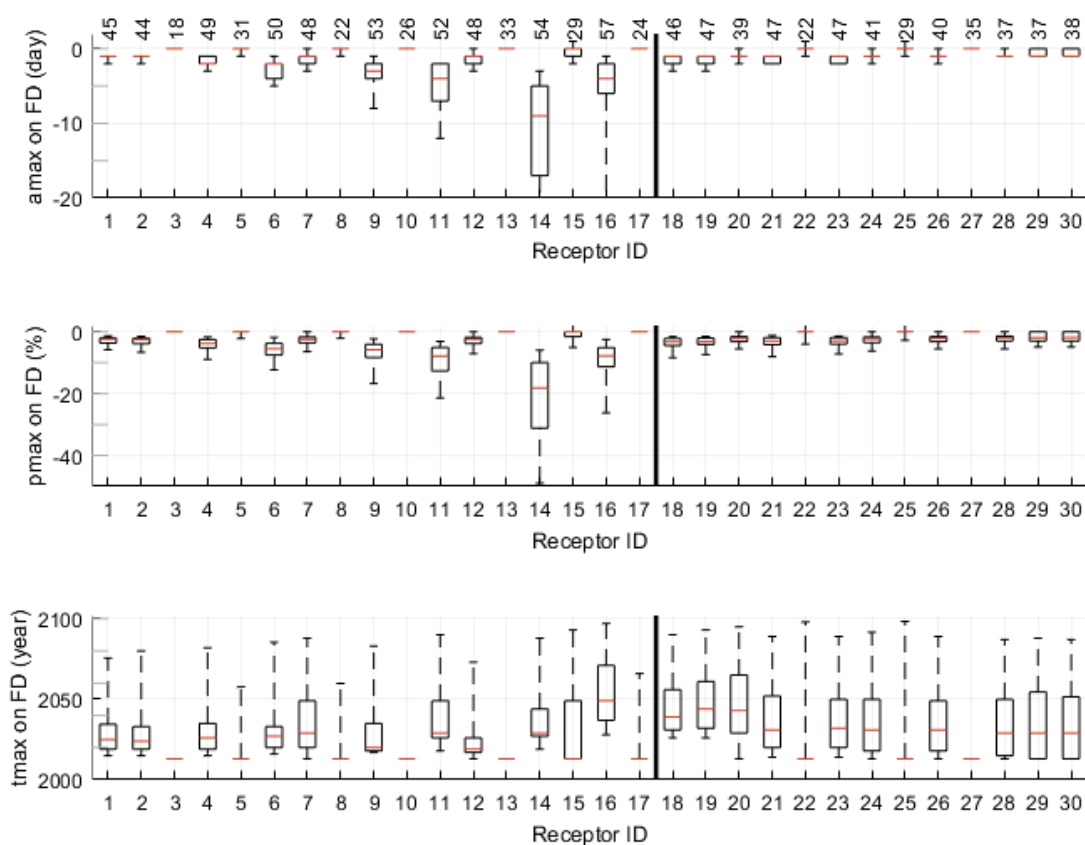 45 44 18 49 31 50 48 22 53 26 52 48 33 54 29 57 24 46 47 39 47 22 47 41 29 40 35 37 37 38
amax on FD (day)
0
-10
-20
1 2 3 4 5 6 7 8 9 10 11 12 13 14 15 16 17 18 19 20 21 22 23 24 25 26 27 28 29 30
Receptor ID
pmax on FD (%)
0
-20
-40
1 2 3 4 5 6 7 8 9 10 11 12 13 14 15 16 17 18 19 20 21 22 23 24 25 26 27 28 29 30
Receptor ID
tmax on FD (year)
2100
2050
2000
1 2 3 4 5 6 7 8 9 10 11 12 13 14 15 16 17 18 19 20 21 22 23 24 25 26 27 28 29 30
Receptor ID